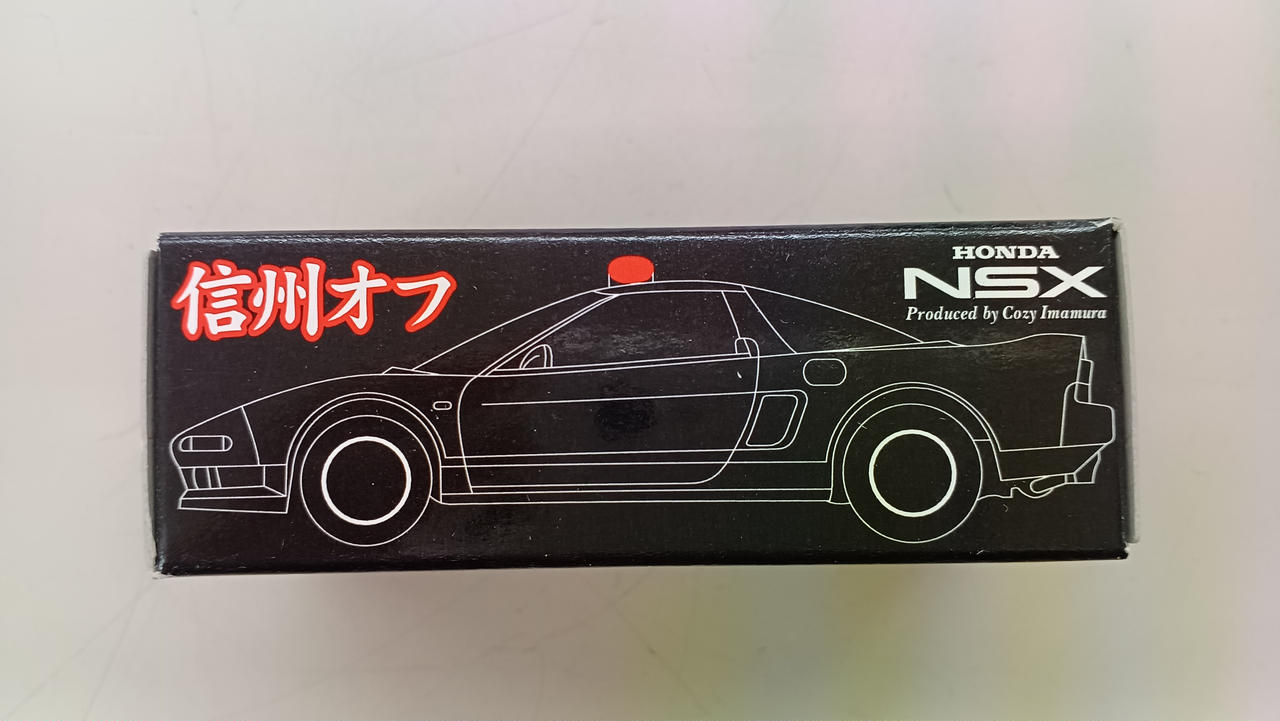 信州オフ
HONDA
NSX
Produced by Cozy Imamura